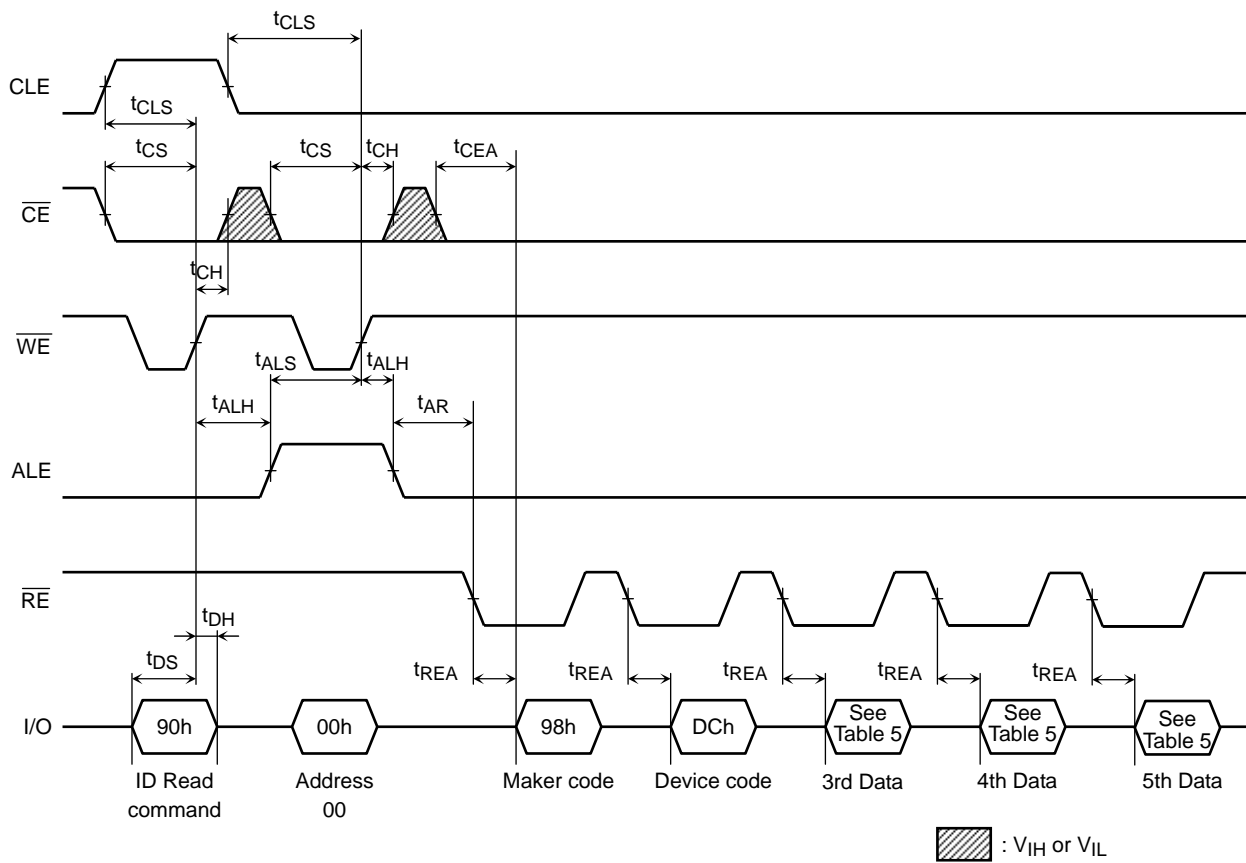 tCLS
CLE
tCLS
tCS
tCS
tCH
tCEA
CE
tCH
WE
tALS
tALH
tALH
tAR
ALE
RE
tDH
tDS
tREA
tREA
tREA
tREA
tREA
I/O
90h
00h
98h
DCh
See
Table 5
See
Table 5
See
Table 5
ID Read
command
Address
00
Maker code
Device code
3rd Data
4th Data
5th Data
: VIH or VIL